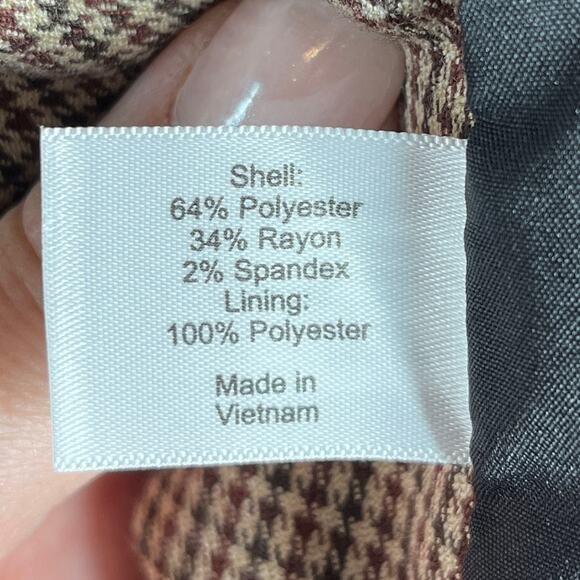 Shell:
64% Polyester
34% Rayon
2% Spandex
Lining:
100% Polyester
Made in
Vietnam